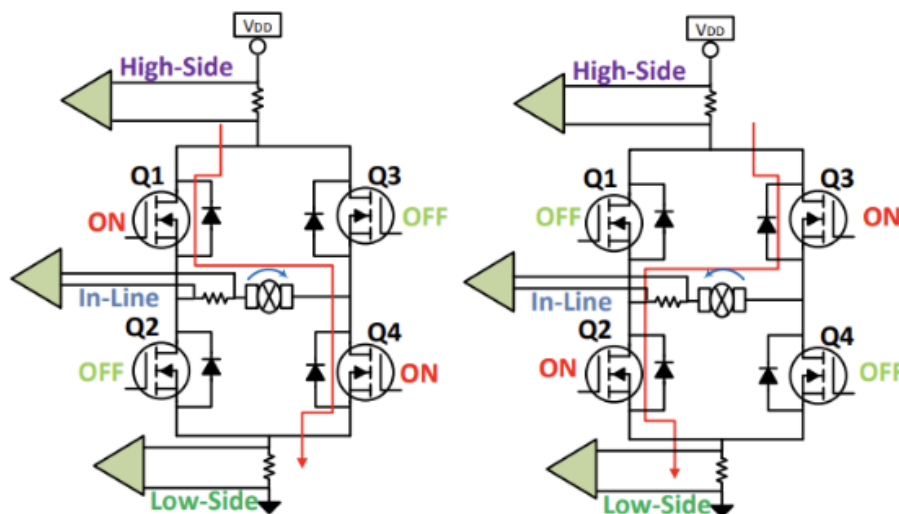 VDD
High-Side
Q1
Q3
ON
OFF
In-Line
Q2
Q4
OFF
ON
Low-Side
VDD
High-Side
Q1
Q3
OFF
ON
In-Line
Q2
Q4
ON
OFF
Low-Side